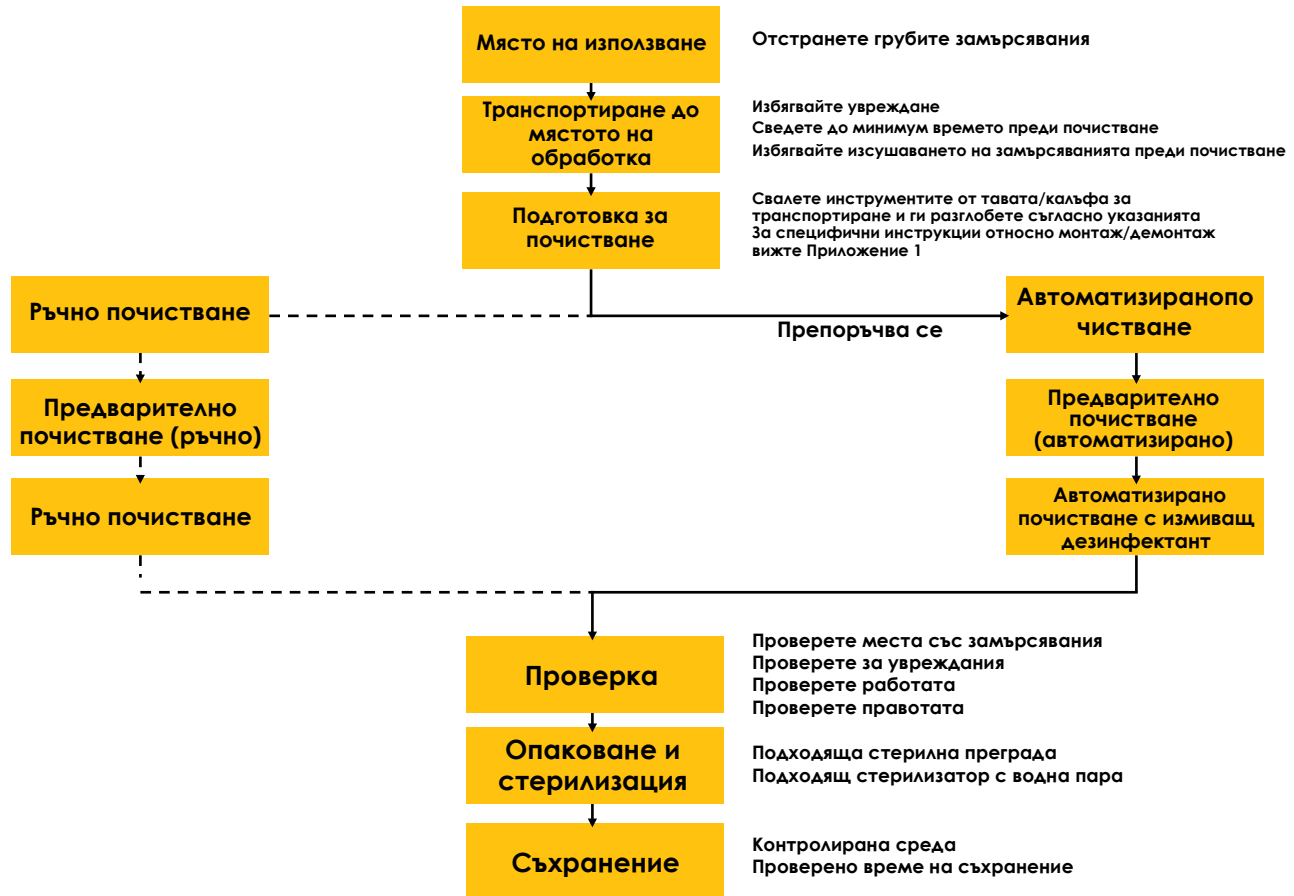 Място на използване
Отстранете грубите замърсявания
Транспортиране до
мястото на
обработка
Избягвайте увреждане
Сведете до минимум времето преди почистване
Избягвайте изсушаването на замърсяванията преди почистване
Подготовка за
почистване
Свалете инструментите от тавата/калъфа за
транспортиране и ги разглобете съгласно указанията
За специфични инструкции относно монтаж/демонтаж
вижте Приложение 1
Ръчно почистване
Препоръчва се
Автоматизиранопо
чистване
Предварително
почистване (ръчно)
Предварително
почистване
(автоматизирано)
Ръчно почистване
Автоматизирано
почистване с измиващ
дезинфектант
Проверка
Проверете места със замърсявания
Проверете за увреждания
Проверете работата
Проверете правотата
Опаковане и
стерилизация
Подходяща стерилна преграда
Подходящ стерилизатор с водна пара
Съхранение
Контролирана среда
Проверено време на съхранение